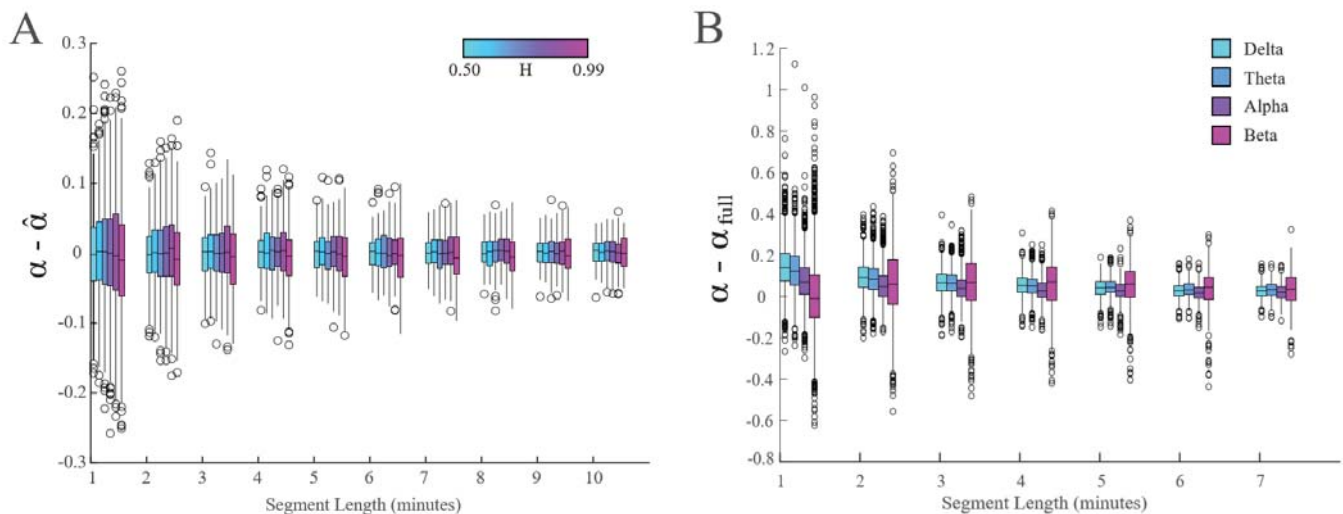 A
0.3
0.2
0.1
0
-0.1
-0.2
-0.3
α - α̂
0.50 H 0.99
1 2 3 4 5 6 7 8 9 10
Segment Length (minutes)
B
1.2
1
0.8
0.6
0.4
0.2
0
-0.2
-0.4
-0.6
-0.8
α - αfull
Delta
Theta
Alpha
Beta
1 2 3 4 5 6 7
Segment Length (minutes)